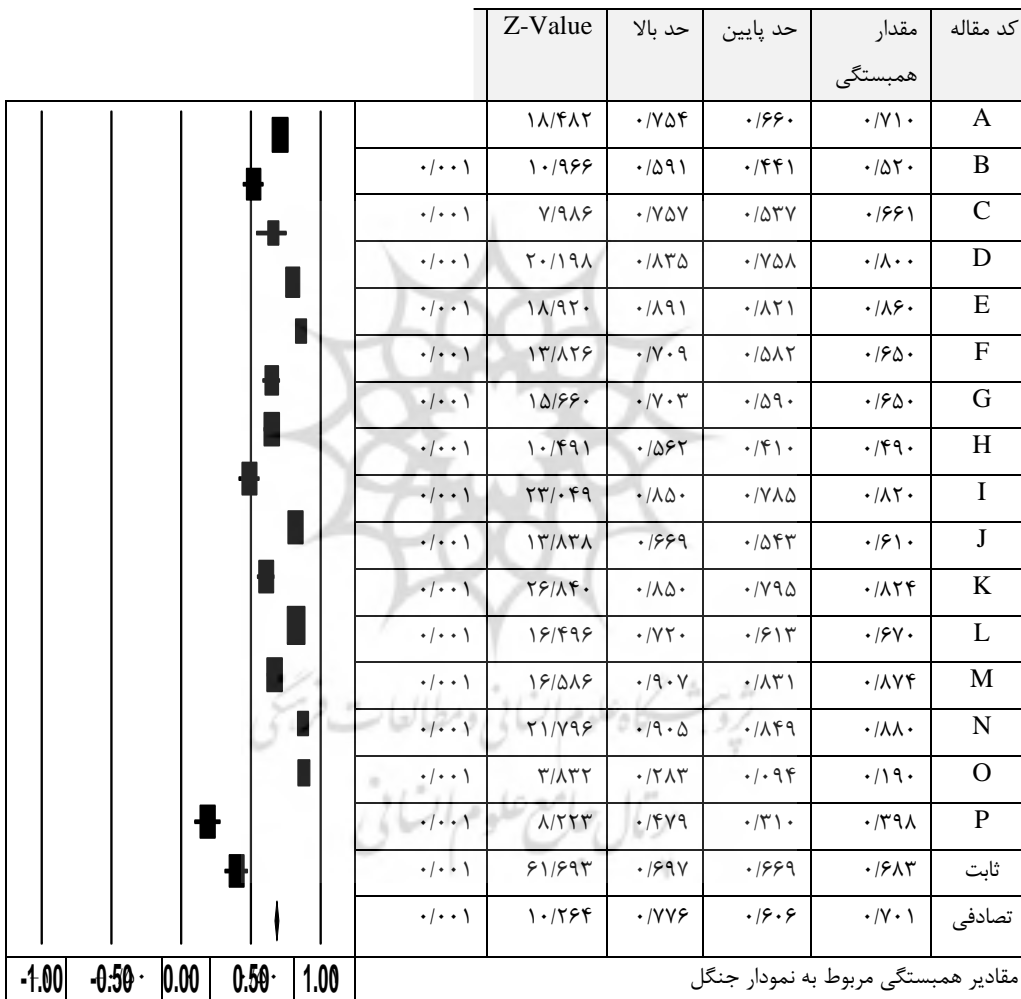 کد مقاله مقدار همبستگی حد پایین حد بالا Z-Value
A ۰/۷۱۰ ۰/۶۶۰ ۰/۷۵۴ ۱۸/۴۸۲
B ۰/۵۲۰ ۰/۴۴۱ ۰/۵۹۱ ۱۰/۹۶۶ ۰/۰۰۱
C ۰/۶۶۱ ۰/۵۳۷ ۰/۷۵۷ ۷/۹۸۶ ۰/۰۰۱
D ۰/۸۰۰ ۰/۷۵۸ ۰/۸۳۵ ۲۰/۱۹۸ ۰/۰۰۱
E ۰/۸۶۰ ۰/۸۲۱ ۰/۸۹۱ ۱۸/۹۲۰ ۰/۰۰۱
F ۰/۶۵۰ ۰/۵۸۲ ۰/۷۰۹ ۱۳/۸۲۶ ۰/۰۰۱
G ۰/۶۵۰ ۰/۵۹۰ ۰/۷۰۳ ۱۵/۶۶۰ ۰/۰۰۱
H ۰/۴۹۰ ۰/۴۱۰ ۰/۵۶۲ ۱۰/۴۹۱ ۰/۰۰۱
I ۰/۸۲۰ ۰/۷۸۵ ۰/۸۵۰ ۲۳/۰۴۹ ۰/۰۰۱
J ۰/۶۱۰ ۰/۵۴۳ ۰/۶۶۹ ۱۳/۸۳۸ ۰/۰۰۱
K ۰/۸۲۴ ۰/۷۹۵ ۰/۸۵۰ ۲۶/۸۴۰ ۰/۰۰۱
L ۰/۶۷۰ ۰/۶۱۳ ۰/۷۲۰ ۱۶/۴۹۶ ۰/۰۰۱
M ۰/۸۷۴ ۰/۸۳۱ ۰/۹۰۷ ۱۶/۵۸۶ ۰/۰۰۱
N ۰/۸۸۰ ۰/۸۴۹ ۰/۹۰۵ ۲۱/۷۹۶ ۰/۰۰۱
O ۰/۱۹۰ ۰/۰۹۴ ۰/۲۸۳ ۳/۸۳۲ ۰/۰۰۱
P ۰/۳۹۸ ۰/۳۱۰ ۰/۴۷۹ ۸/۲۲۳ ۰/۰۰۱
ثابت ۰/۶۸۳ ۰/۶۶۹ ۰/۶۹۷ ۶۱/۶۹۳ ۰/۰۰۱
تصادفی ۰/۷۰۱ ۰/۶۰۶ ۰/۷۷۶ ۱۰/۲۶۴ ۰/۰۰۱
مقادیر همبستگی مربوط به نمودار جنگل
-1.00 -0.50 0.00 0.50 1.00
پژوهشگاه علوم انسانی و مطالعات فرهنگی
پرتال جامع علوم انسانی